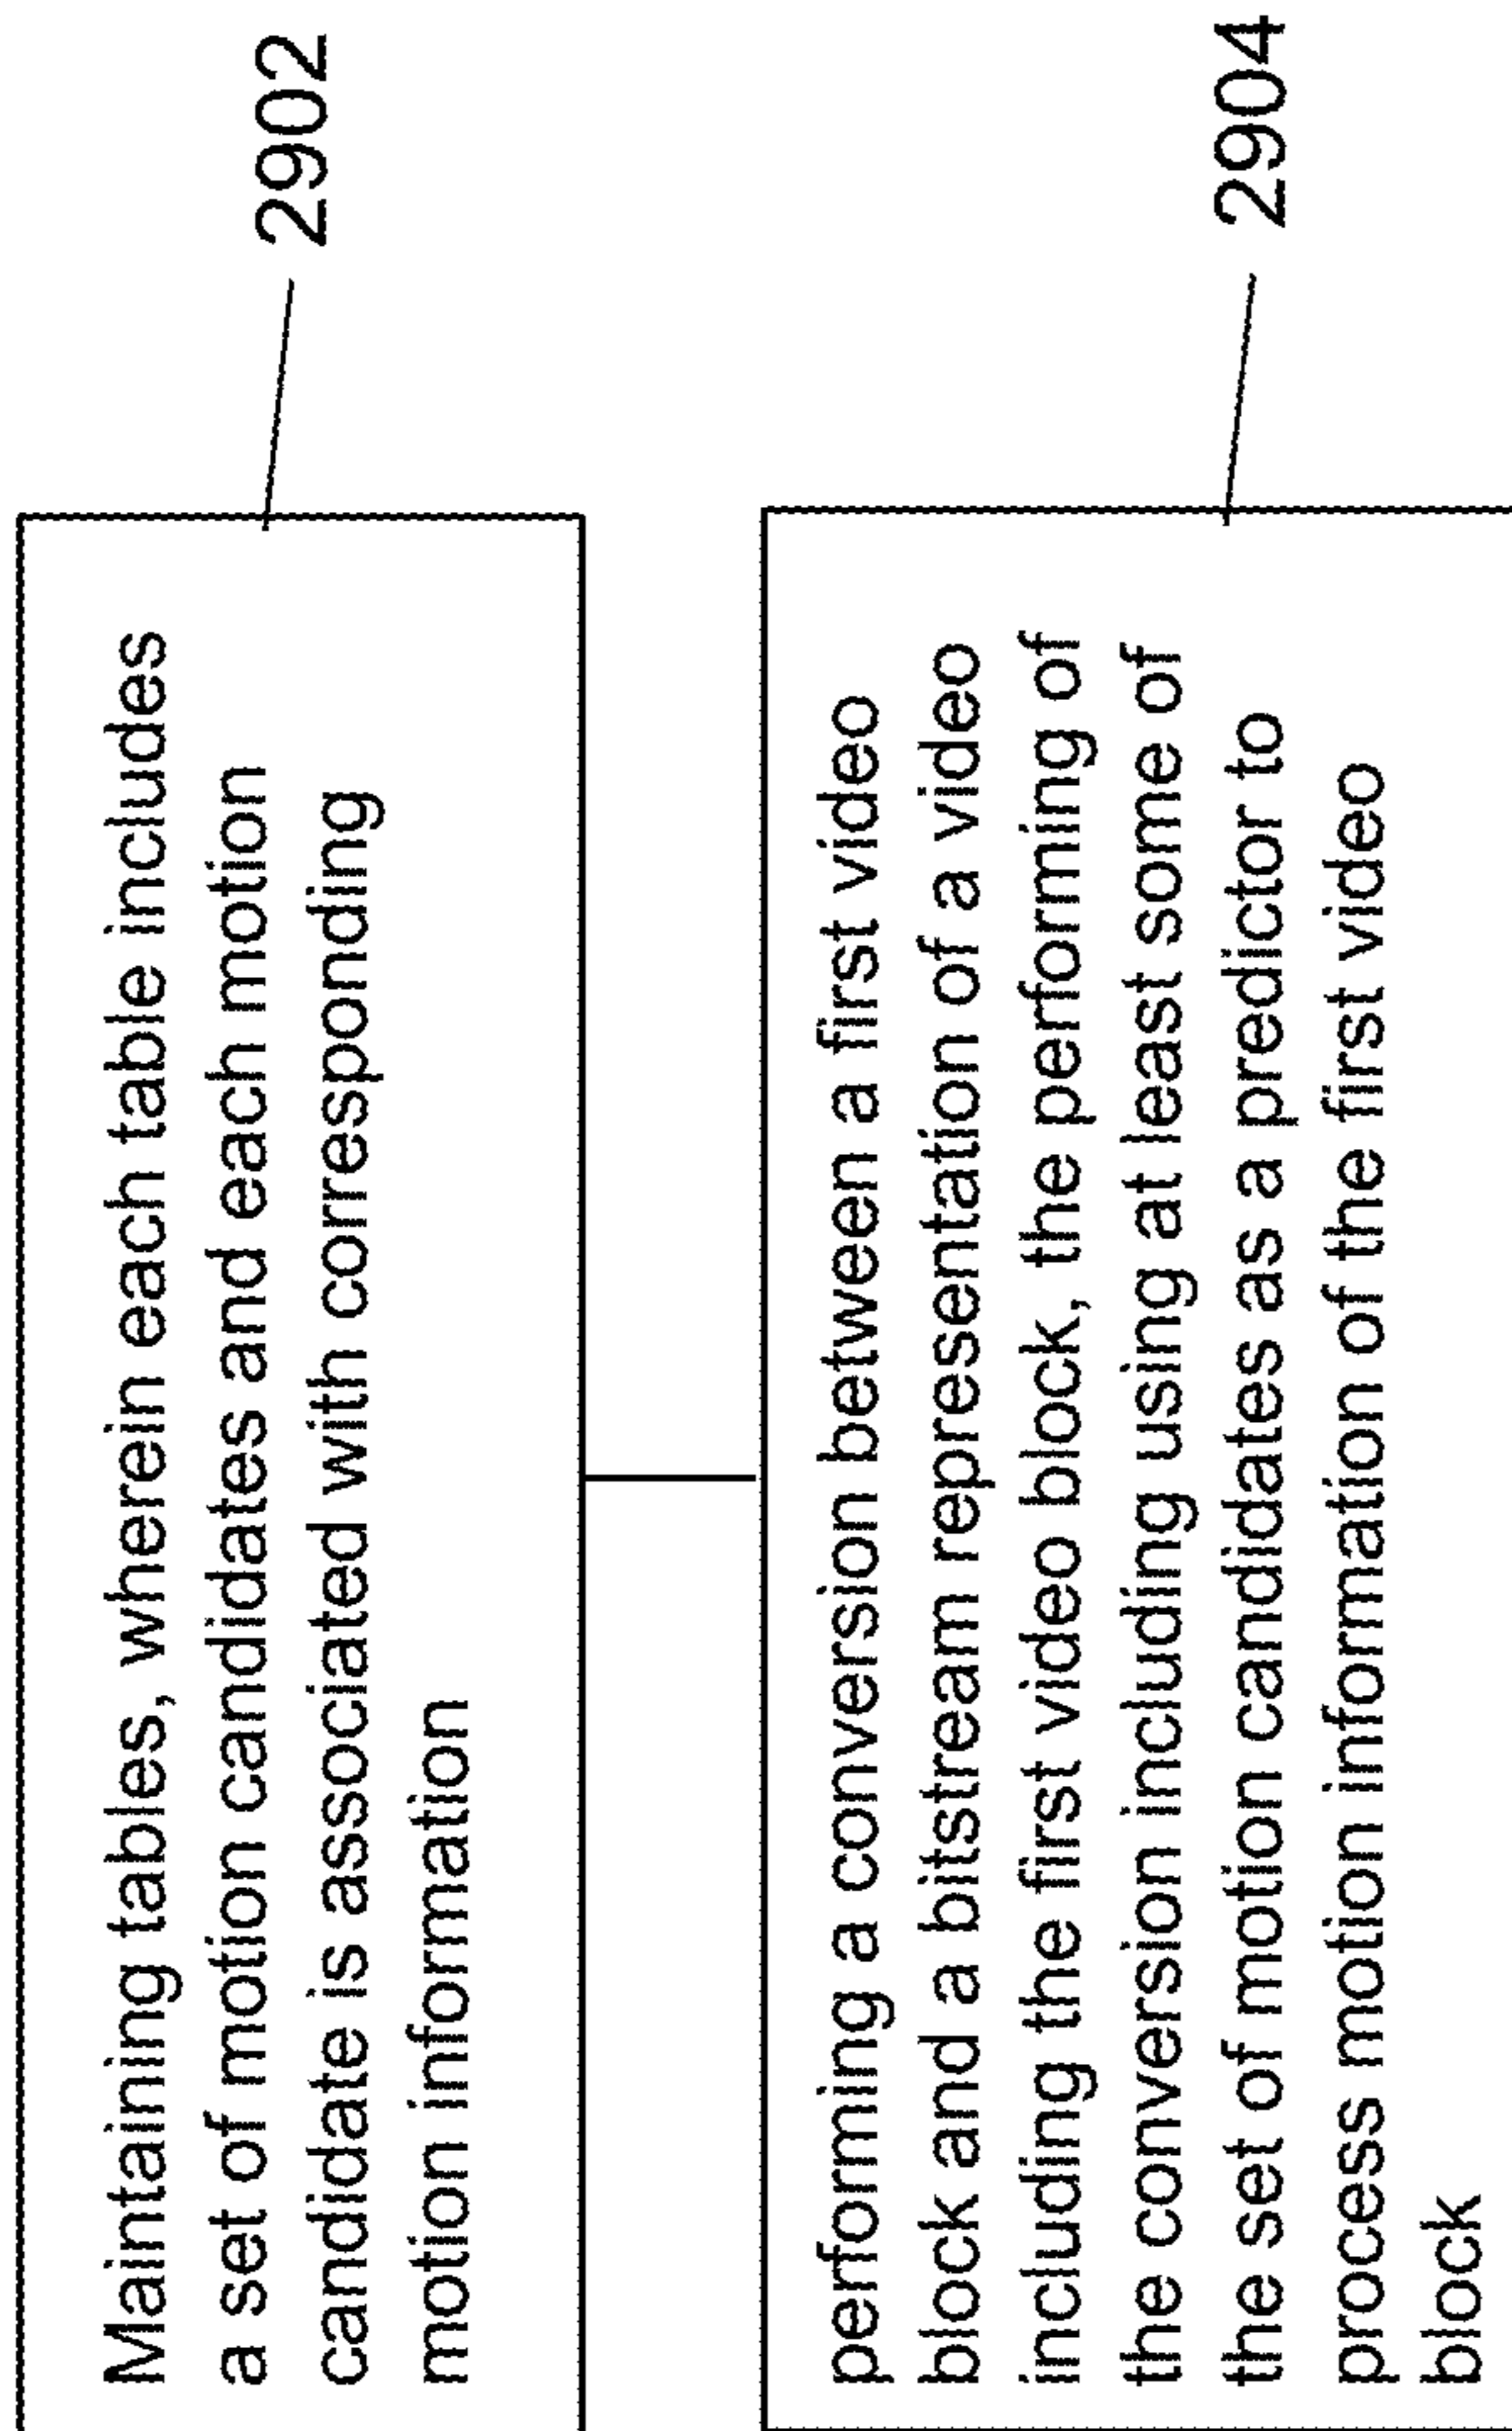 Maintaining tables, wherein each table includes
a set of motion candidates and each motion
candidate is associated with corresponding
motion information
2902
performing a conversion between a first video
block and a bitstream representation of a video
including the first video block, the performing of
the conversion including using at least some of
the set of motion candidates as a predictor to
process motion information of the first video
block
2904